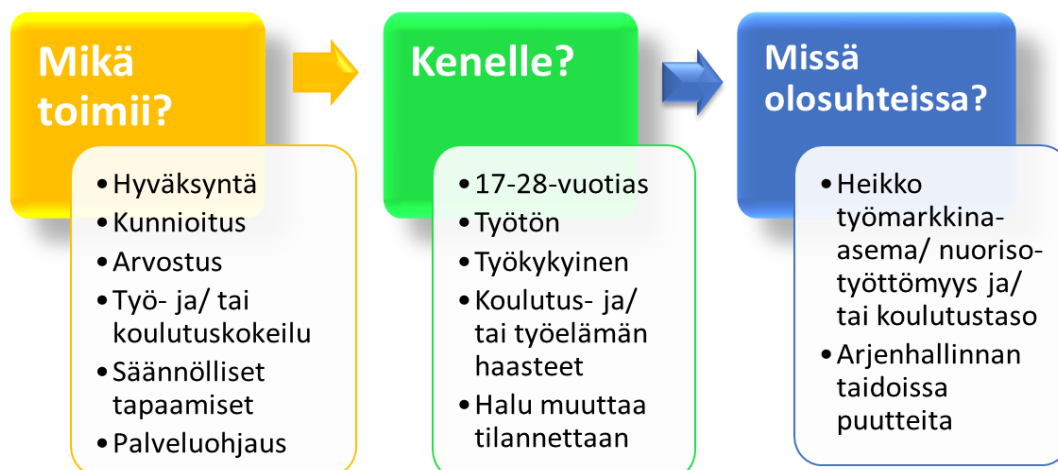 Mikä
toimii?
• Hyväksyntä
• Kunnioitus
• Arvostus
• Työ- ja/ tai
koulutuskokeilu
• Säännölliset
tapaamiset
• Palveluohjaus
Kenelle?
• 17-28-vuotias
• Työtön
• Työkykyinen
• Koulutus- ja/
tai työelämän
haasteet
• Halu muuttaa
tilannettaan
Missä
olosuhteissa?
• Heikko
työmarkkina-
asema/ nuoriso-
työttömyys ja/
tai koulutustaso
• Arjenhallinnan
taidoissa
puutteita